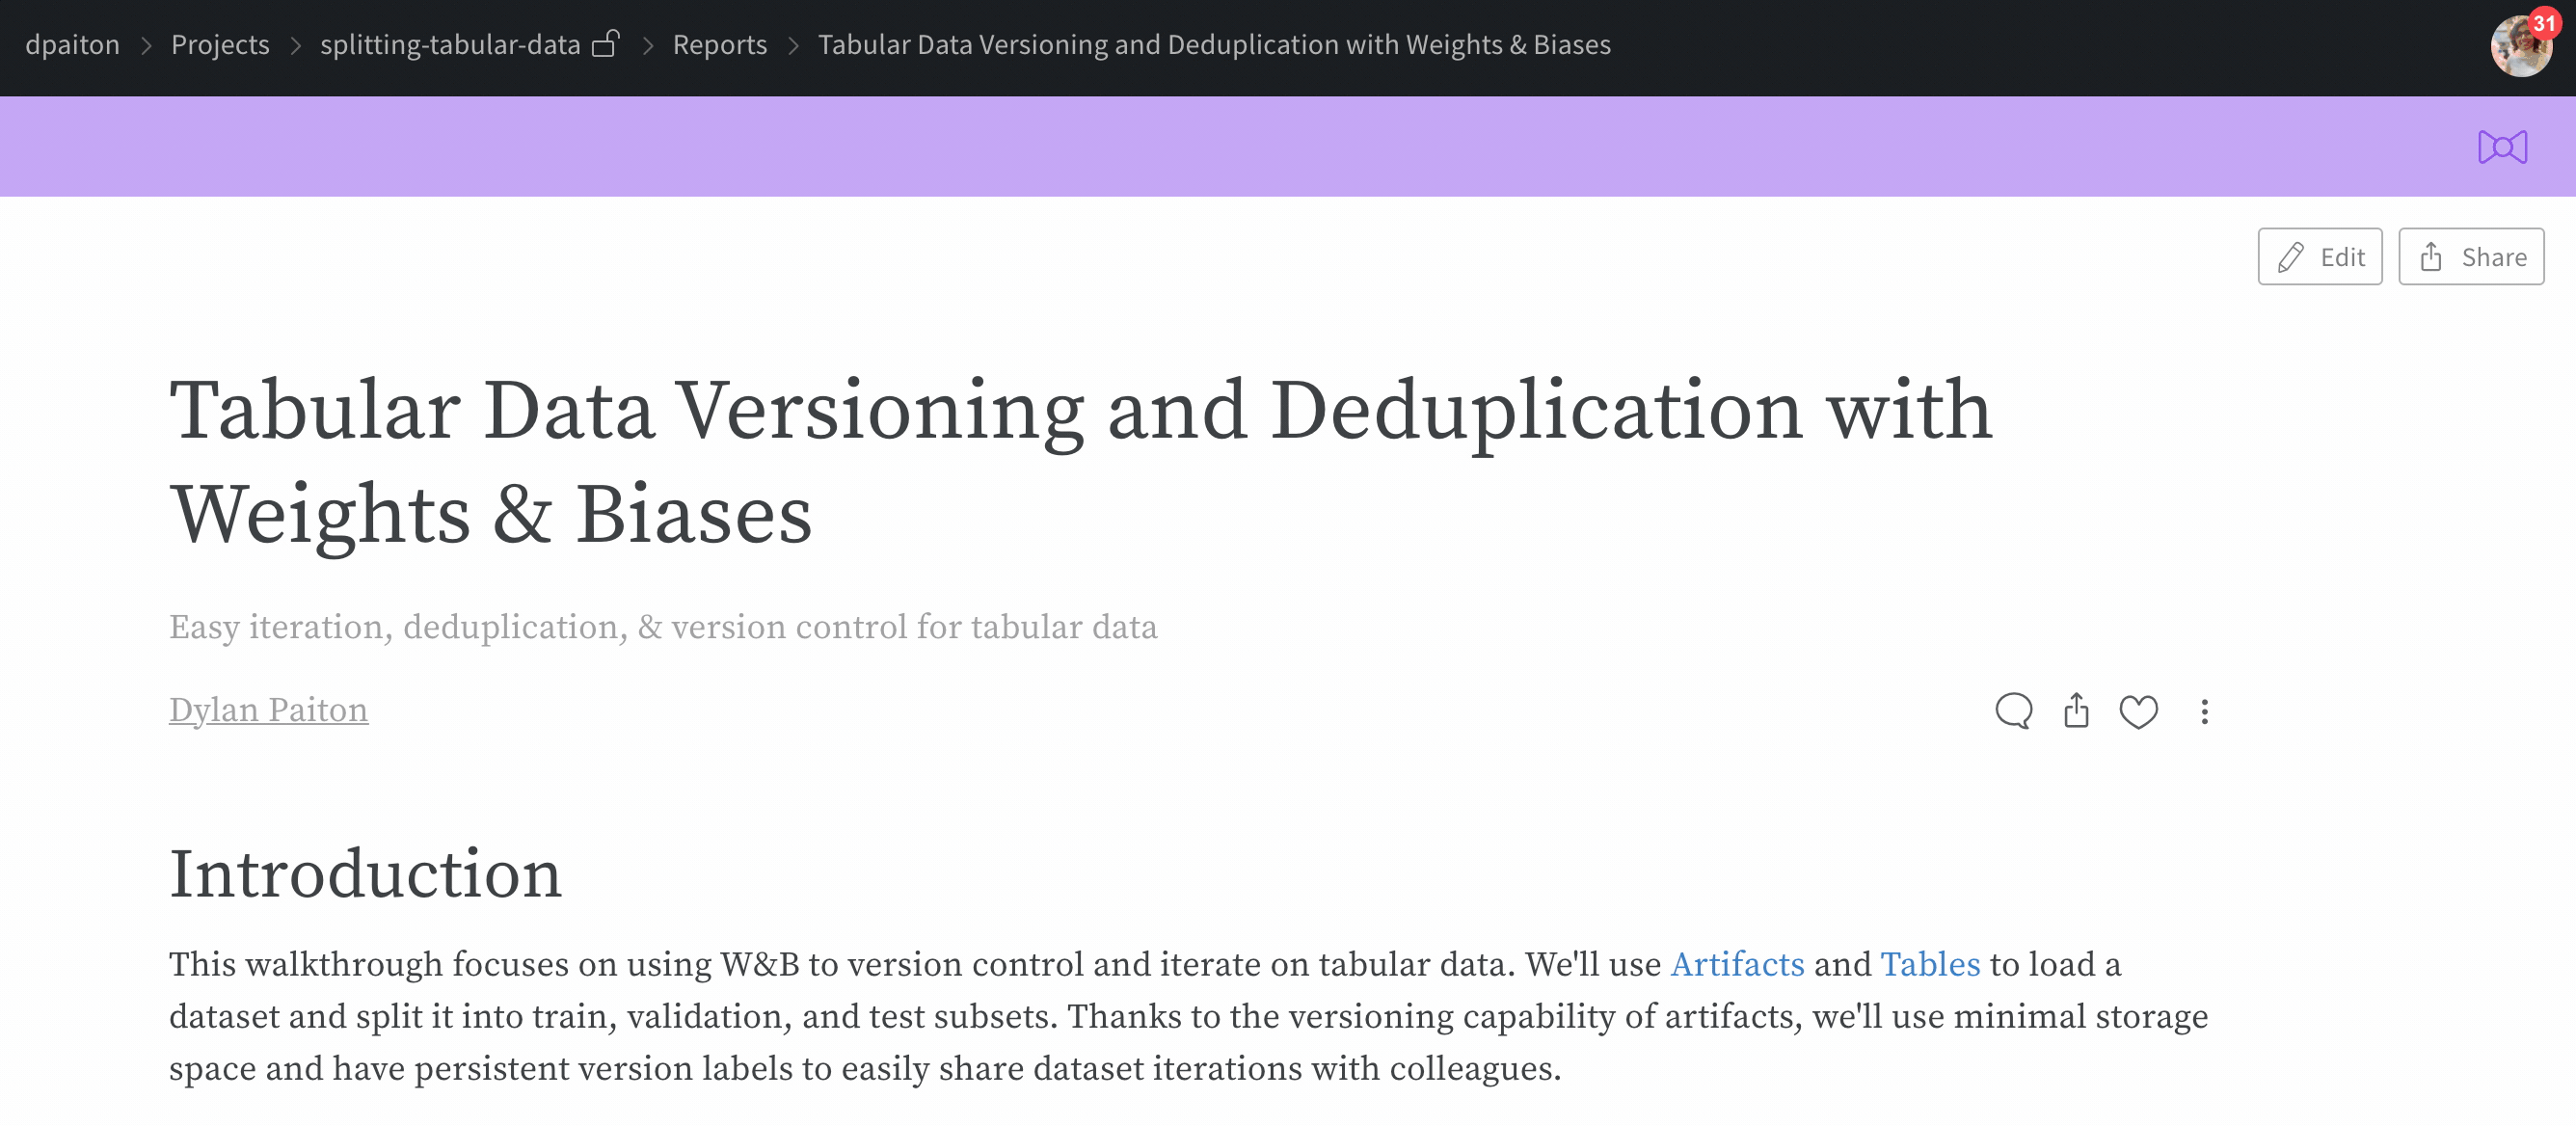 dpaiton > Projects > splitting-tabular-data > Reports > Tabular Data Versioning and Deduplication with Weights & Biases
31
Edit
Share
Tabular Data Versioning and Deduplication with
Weights & Biases
Easy iteration, deduplication, & version control for tabular data
Dylan Paiton
Introduction
This walkthrough focuses on using W&B to version control and iterate on tabular data. We'll use Artifacts and Tables to load a
dataset and split it into train, validation, and test subsets. Thanks to the versioning capability of artifacts, we'll use minimal storage
space and have persistent version labels to easily share dataset iterations with colleagues.